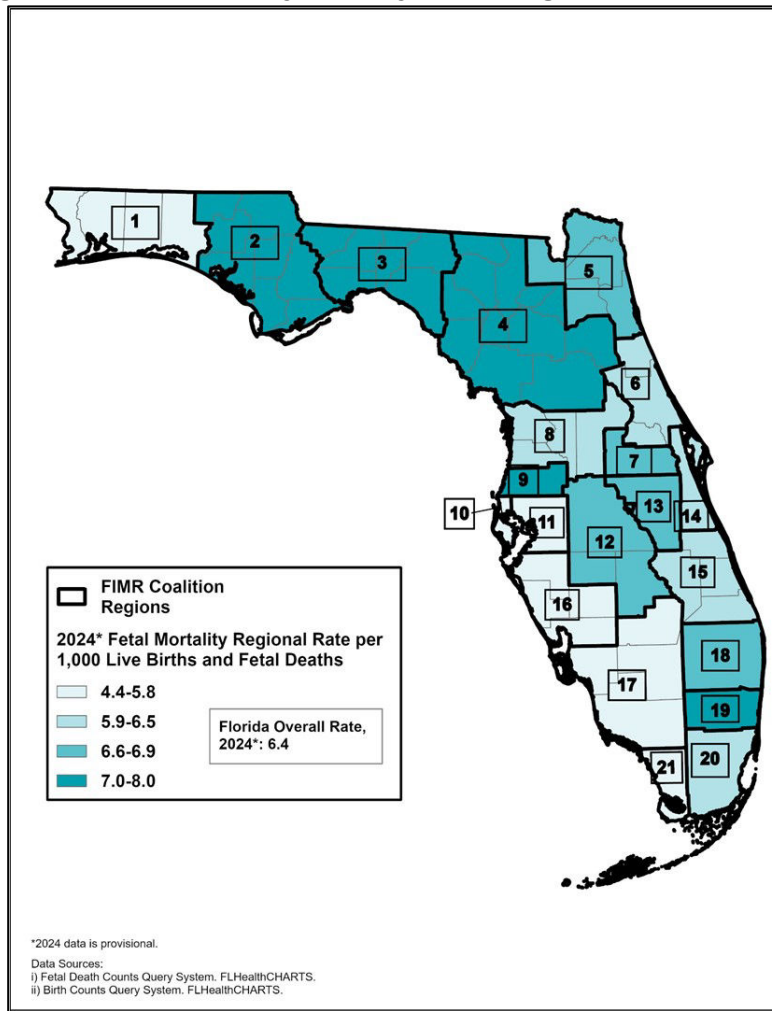 1
2
3
5
4
6
8
7
9
13
10
11
14
12
15
16
18
17
19
20
21
FIMR Coalition
Regions
2024* Fetal Mortality Regional Rate per
1,000 Live Births and Fetal Deaths
4.4-5.8
5.9-6.5
6.6-6.9
7.0-8.0
Florida Overall Rate,
2024*: 6.4
*2024 data is provisional.
Data Sources:
i) Fetal Death Counts Query System. FLHealthCHARTS.
ii) Birth Counts Query System. FLHealthCHARTS.